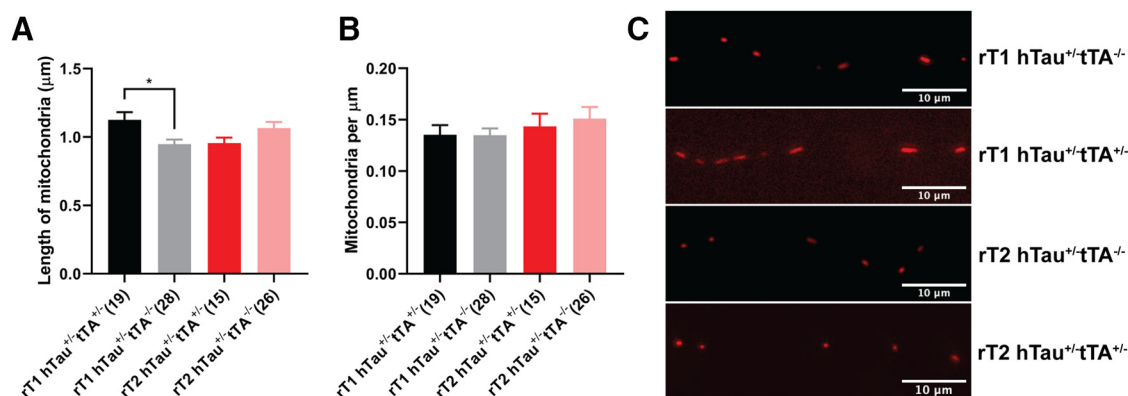 A
Length of mitochondria (μm)
1.5
1.0
0.5
0.0
*
rT1 hTau+/-tTA+/- (19)
rT1 hTau+/-tTA-/- (28)
rT2 hTau+/-tTA+/- (15)
rT2 hTau+/-tTA-/- (26)
B
Mitochondria per μm
0.20
0.15
0.10
0.05
0.00
rT1 hTau+/-tTA+/- (19)
rT1 hTau+/-tTA-/- (28)
rT2 hTau+/-tTA+/- (15)
rT2 hTau+/-tTA-/- (26)
C
10 μm
rT1 hTau+/-tTA-/-
10 μm
rT1 hTau+/-tTA+/-
10 μm
rT2 hTau+/-tTA-/-
10 μm
rT2 hTau+/-tTA+/-